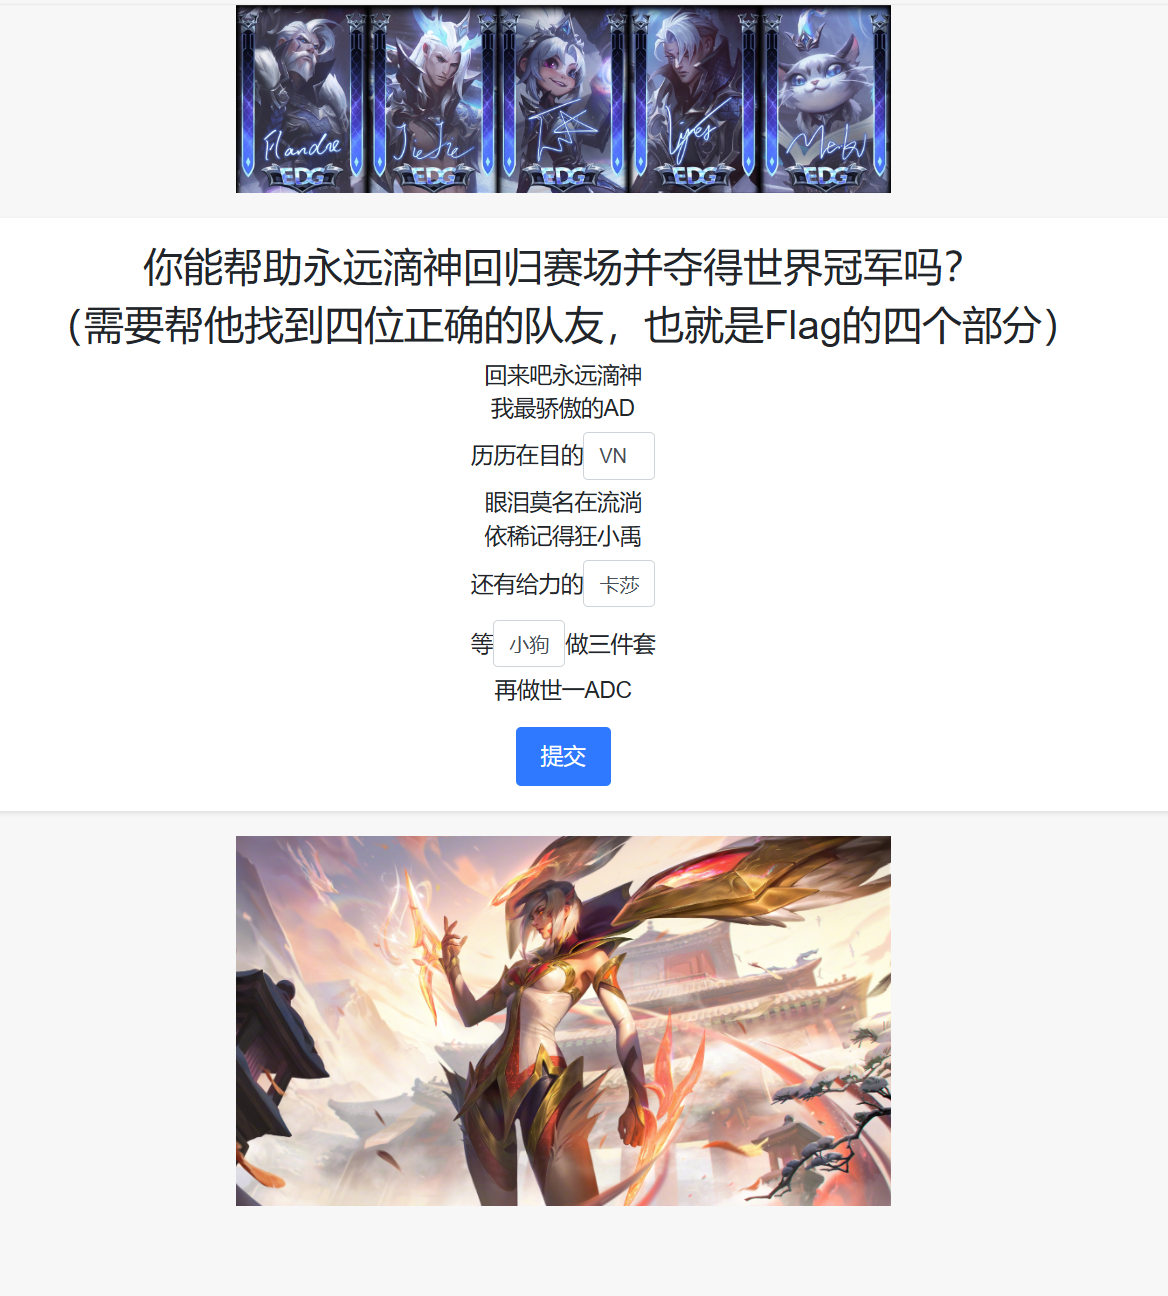 Flandre JieJie Viper Meiko
EDG EDG EDG EDG EDG
你能帮助永远滴神回归赛场并夺得世界冠军吗？
（需要帮他找到四位正确的队友，也就是Flag的四个部分）
回来吧永远滴神
我最骄傲的AD
历历在目的 VN
眼泪莫名在流淌
依稀记得狂小禹
还有给力的 卡莎
等 小狗 做三件套
再做世一ADC
提交